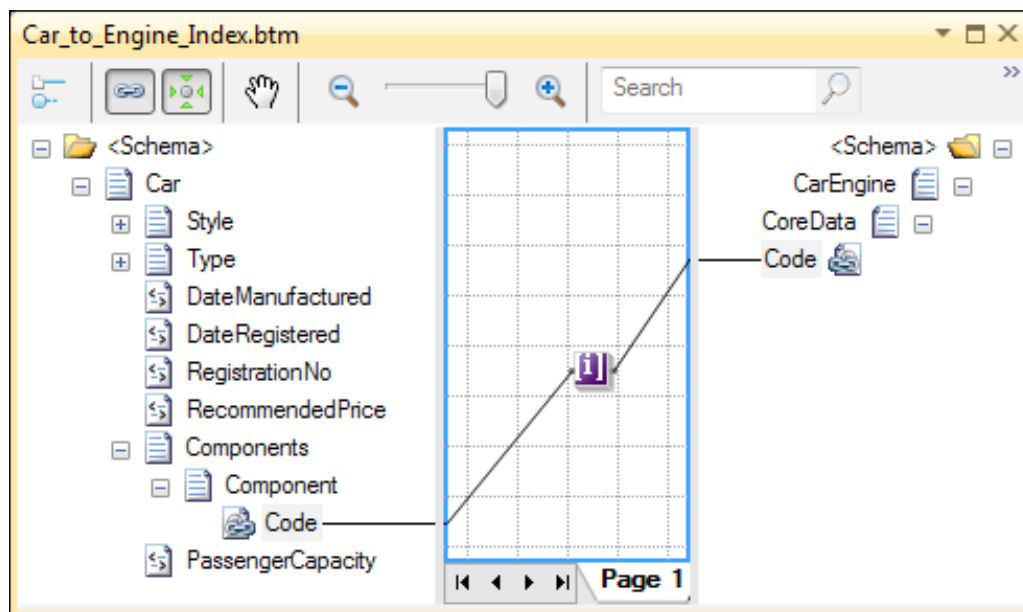 Car_to_Engine_Index.btm
Search
<Schema>
Car
Style
Type
DateManufactured
DateRegistered
RegistrationNo
RecommendedPrice
Components
Component
Code
PassengerCapacity
[i]
Page 1
<Schema>
CarEngine
CoreData
Code